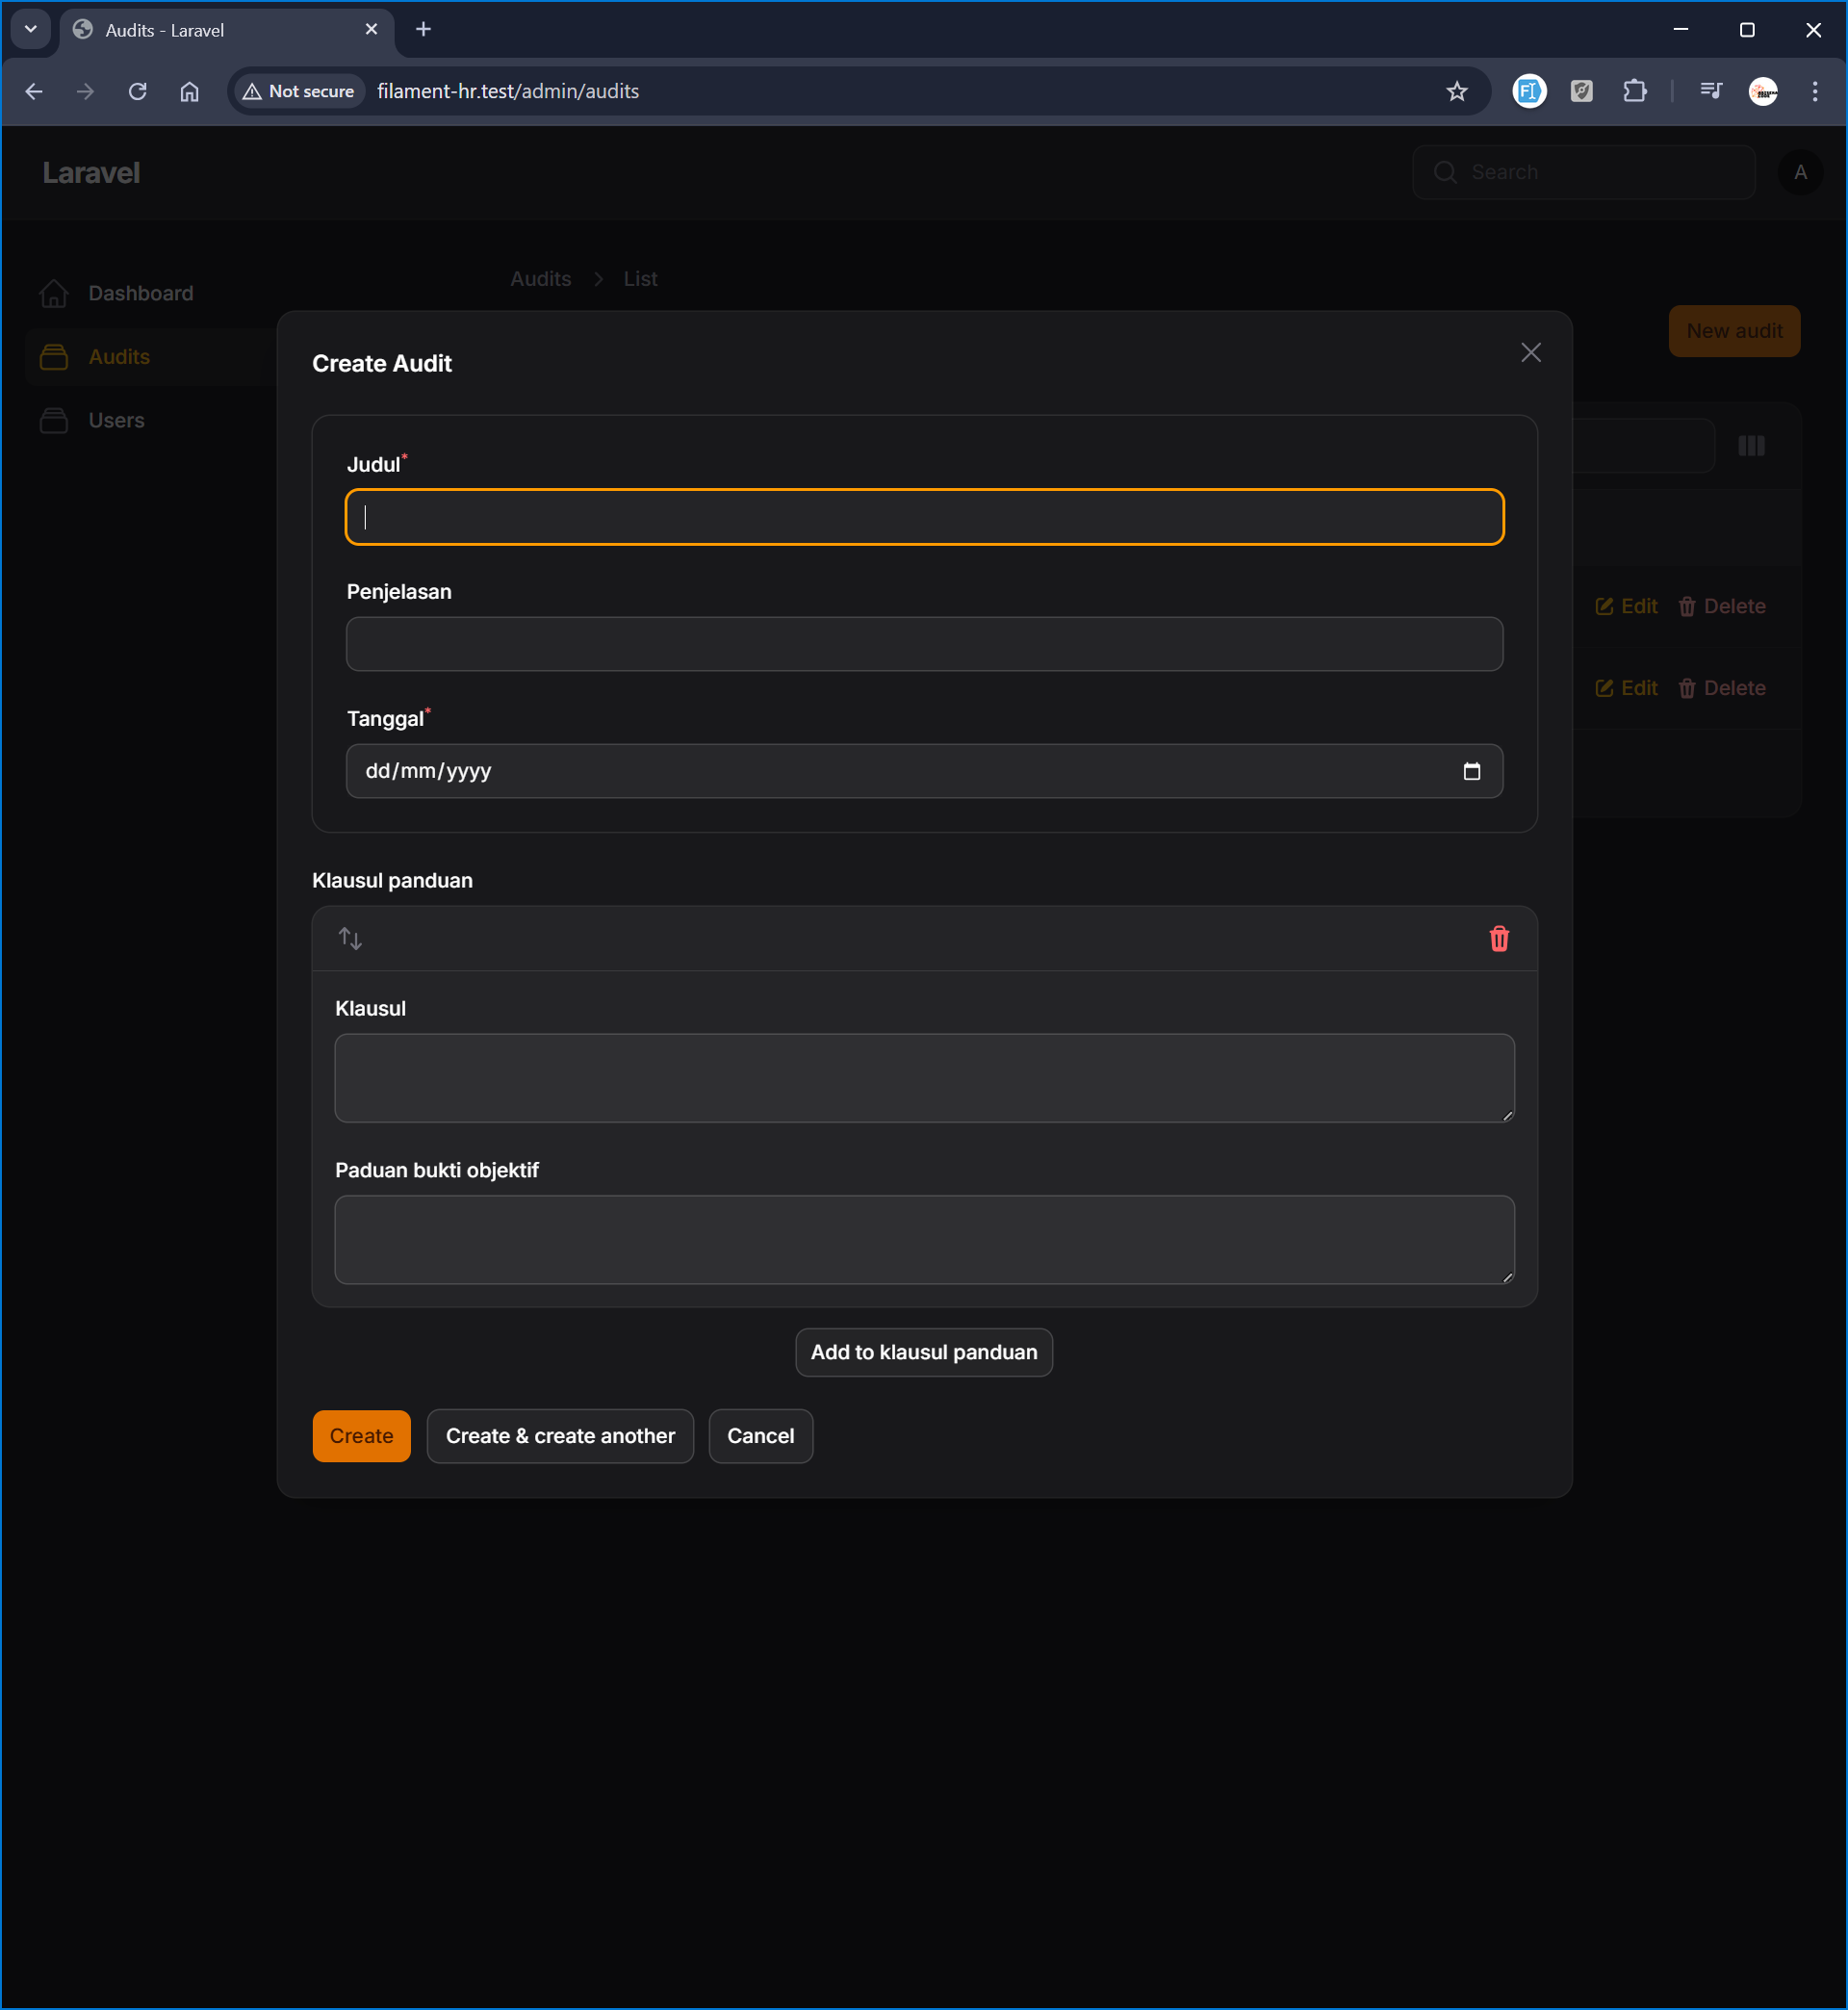 Audits - Laravel
Not secure filament-hr.test/admin/audits
Laravel
Search
A
Dashboard
Audits
Users
Audits > List
New audit
Edit Delete
Edit Delete
Create Audit
Judul*
Penjelasan
Tanggal*
dd/mm/yyyy
Klausul panduan
Klausul
Paduan bukti objektif
Add to klausul panduan
Create
Create & create another
Cancel